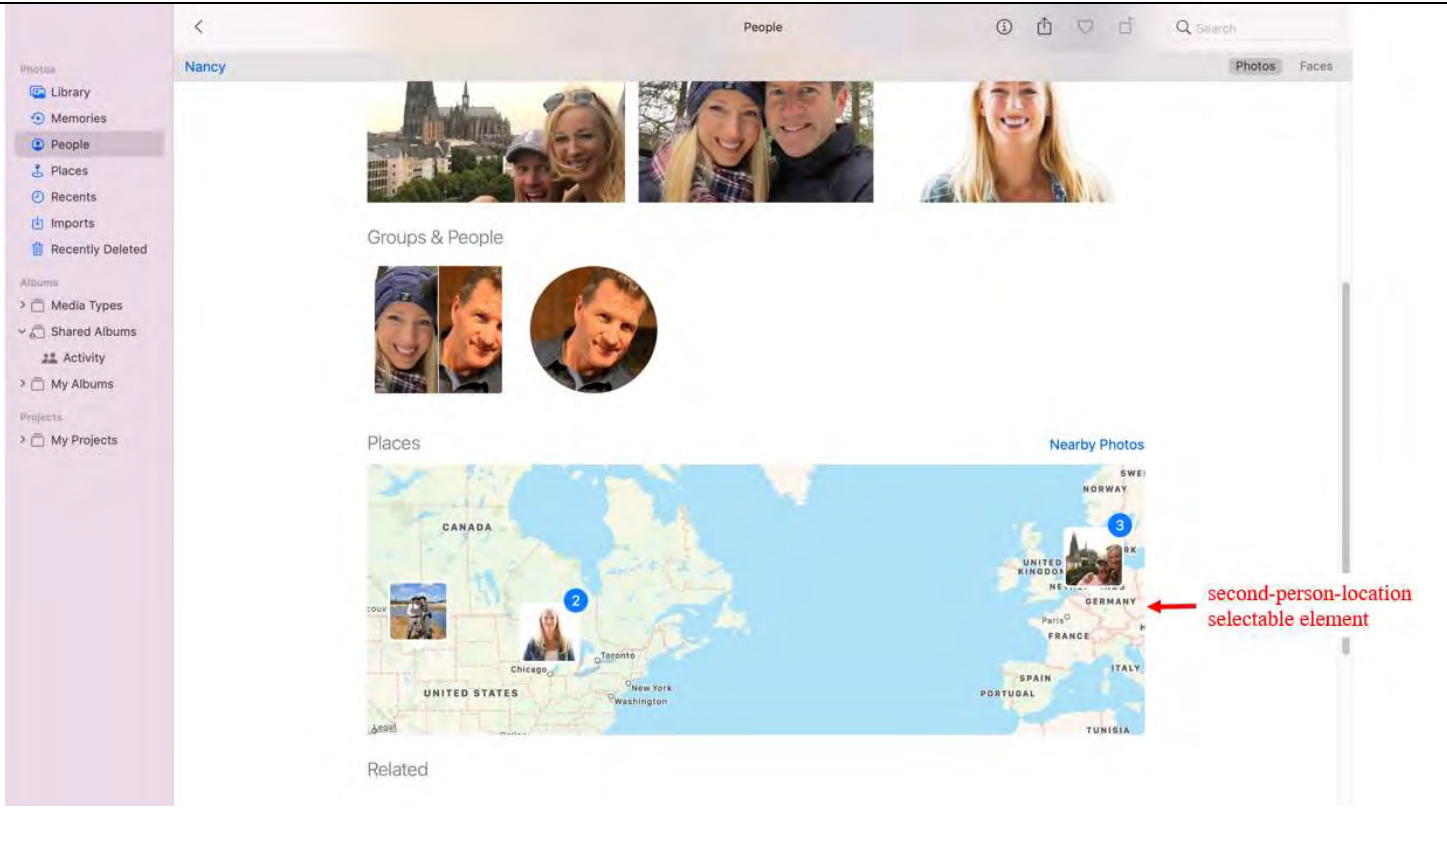 People
Search
Photos
Nancy
Photos Faces
Library
Memories
People
Places
Recents
Imports
Recently Deleted
Albums
Media Types
Shared Albums
Activity
My Albums
Projects
My Projects
Groups & People
Places
Nearby Photos
SWE
NORWAY
CANADA
3
RK
UNITED
KINGDOM
2
GERMANY
Paris
FRANCE
Toronto
Chicago
ITALY
SPAIN
UNITED STATES
New York
PORTUGAL
Washington
Legal
TUNISIA
Related
second-person-location
selectable element